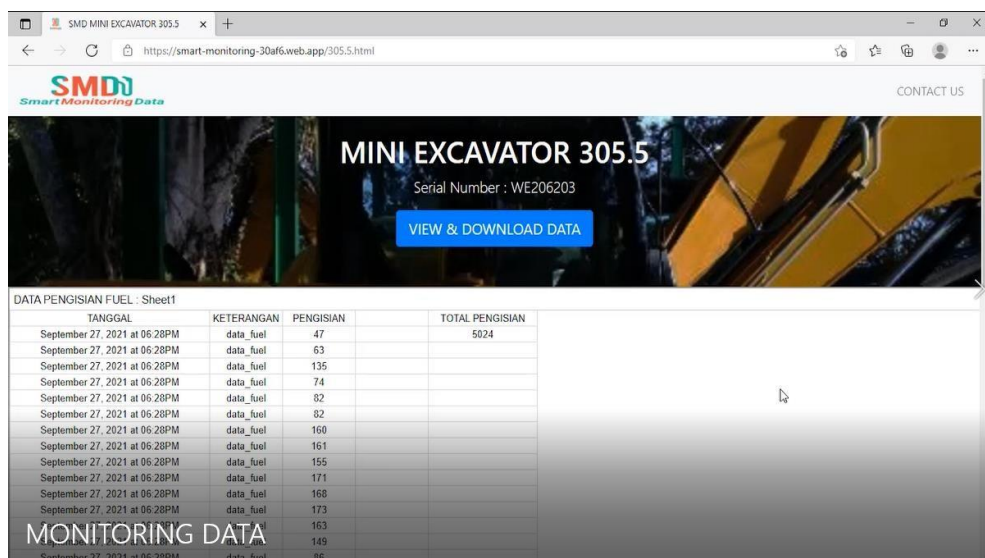 SMD MINI EXCAVATOR 305.5
https://smart-monitoring-30af6.web.app/305.5.html
SMD
Smart Monitoring Data
CONTACT US
MINI EXCAVATOR 305.5
Serial Number : WE206203
VIEW & DOWNLOAD DATA
DATA PENGISIAN FUEL : Sheet1
TANGGAL KETERANGAN PENGISIAN TOTAL PENGISIAN
September 27, 2021 at 06:28PM data_fuel 47 5024
September 27, 2021 at 06:28PM data_fuel 63
September 27, 2021 at 06:28PM data_fuel 135
September 27, 2021 at 06:28PM data_fuel 74
September 27, 2021 at 06:28PM data_fuel 82
September 27, 2021 at 06:28PM data_fuel 82
September 27, 2021 at 06:28PM data_fuel 160
September 27, 2021 at 06:28PM data_fuel 161
September 27, 2021 at 06:28PM data_fuel 155
September 27, 2021 at 06:28PM data_fuel 171
September 27, 2021 at 06:28PM data_fuel 168
September 27, 2021 at 06:28PM data_fuel 173
163
MONITORING DATA
149
September 27, 2021 at 06:28PM data_fuel 86